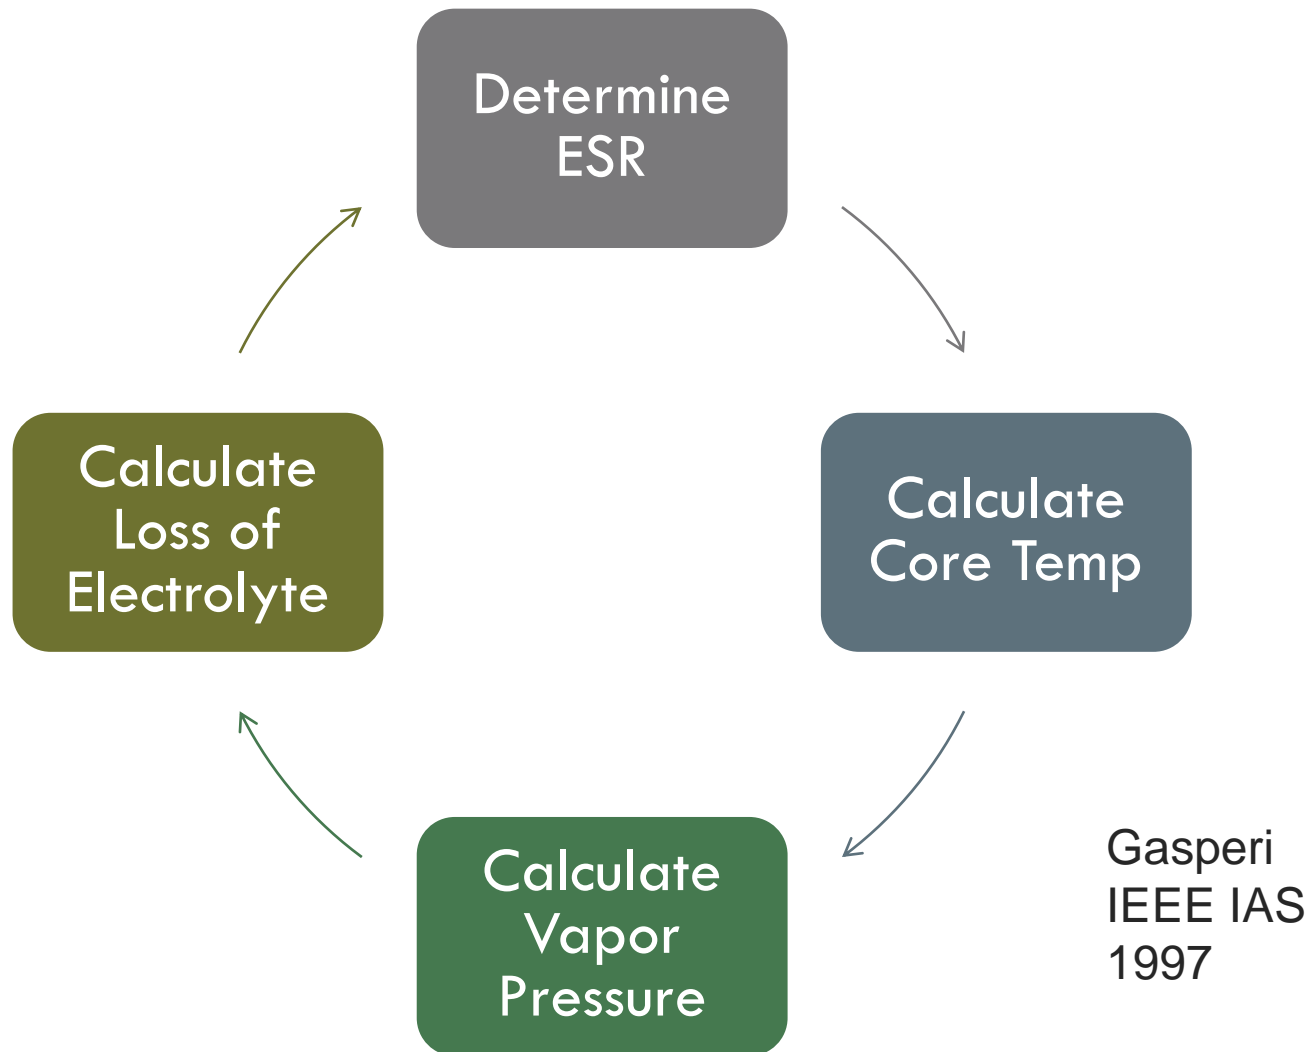 Determine
ESR
Calculate
Core Temp
Calculate
Vapor
Pressure
Calculate
Loss of
Electrolyte
Gasperi
IEEE IAS
1997